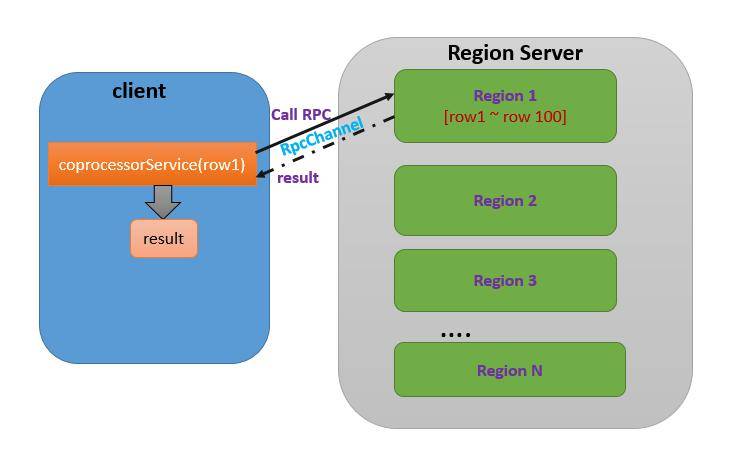 Region Server
client
Call RPC
RpcChannel
result
coprocessorService(row1)
result
Region 1
[row1 ~ row 100]
Region 2
Region 3
....
Region N